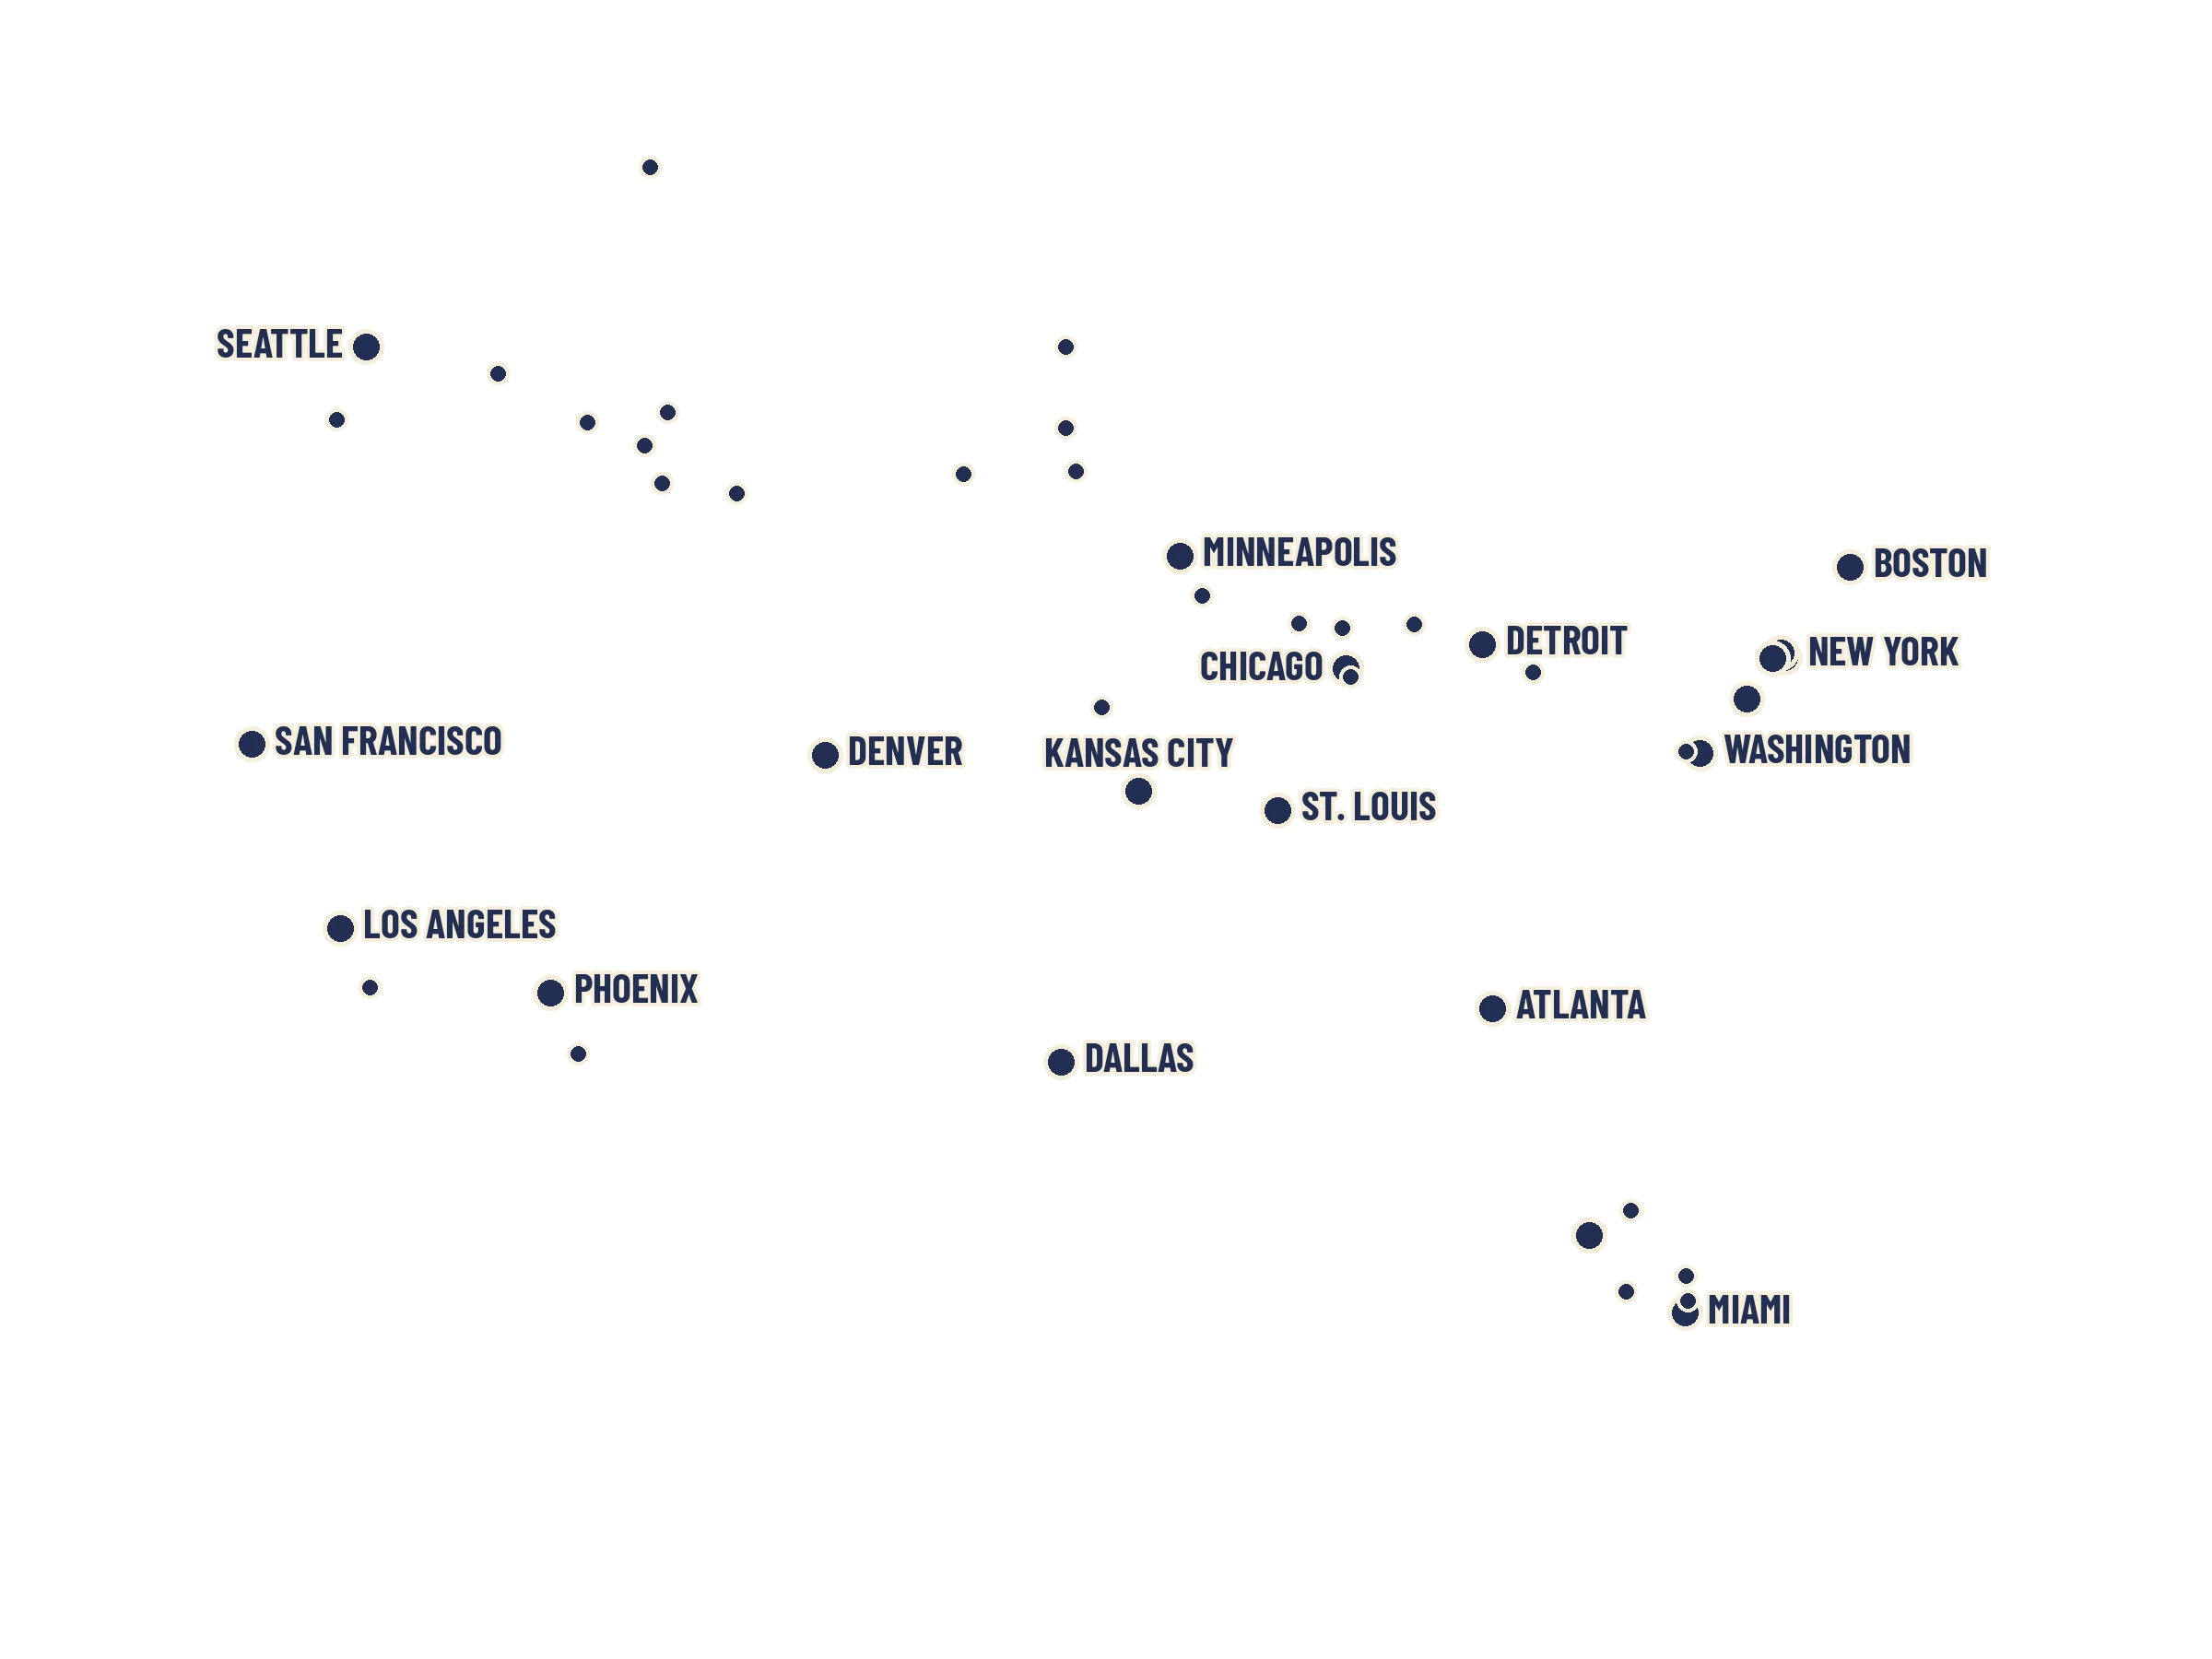 SEATTLE
MINNEAPOLIS
BOSTON
DETROIT
NEW YORK
CHICAGO
SAN FRANCISCO
DENVER
KANSAS CITY
WASHINGTON
ST. LOUIS
LOS ANGELES
PHOENIX
ATLANTA
DALLAS
MIAMI